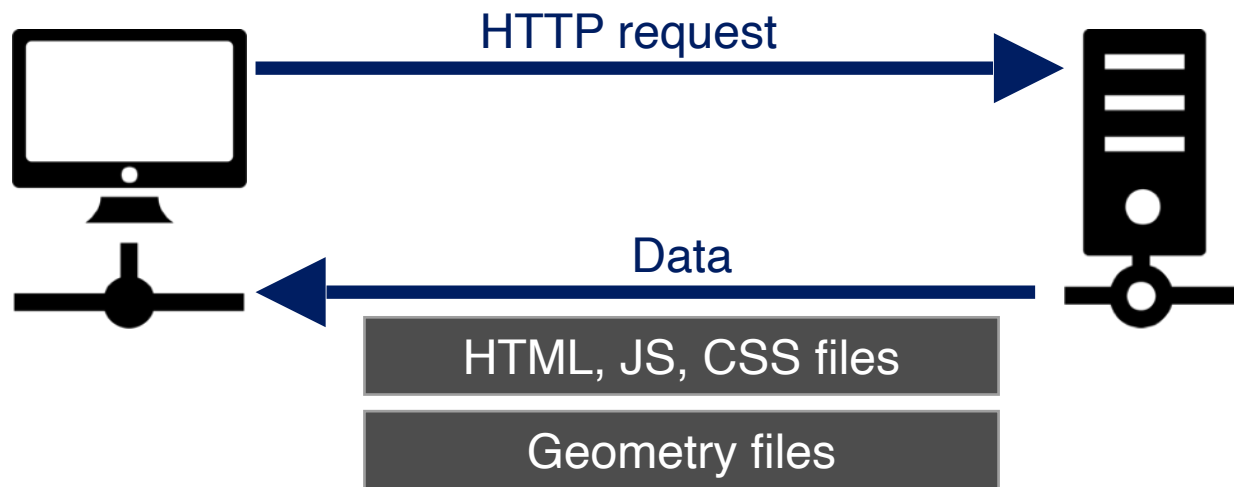 HTTP request
Data
HTML, JS, CSS files
Geometry files